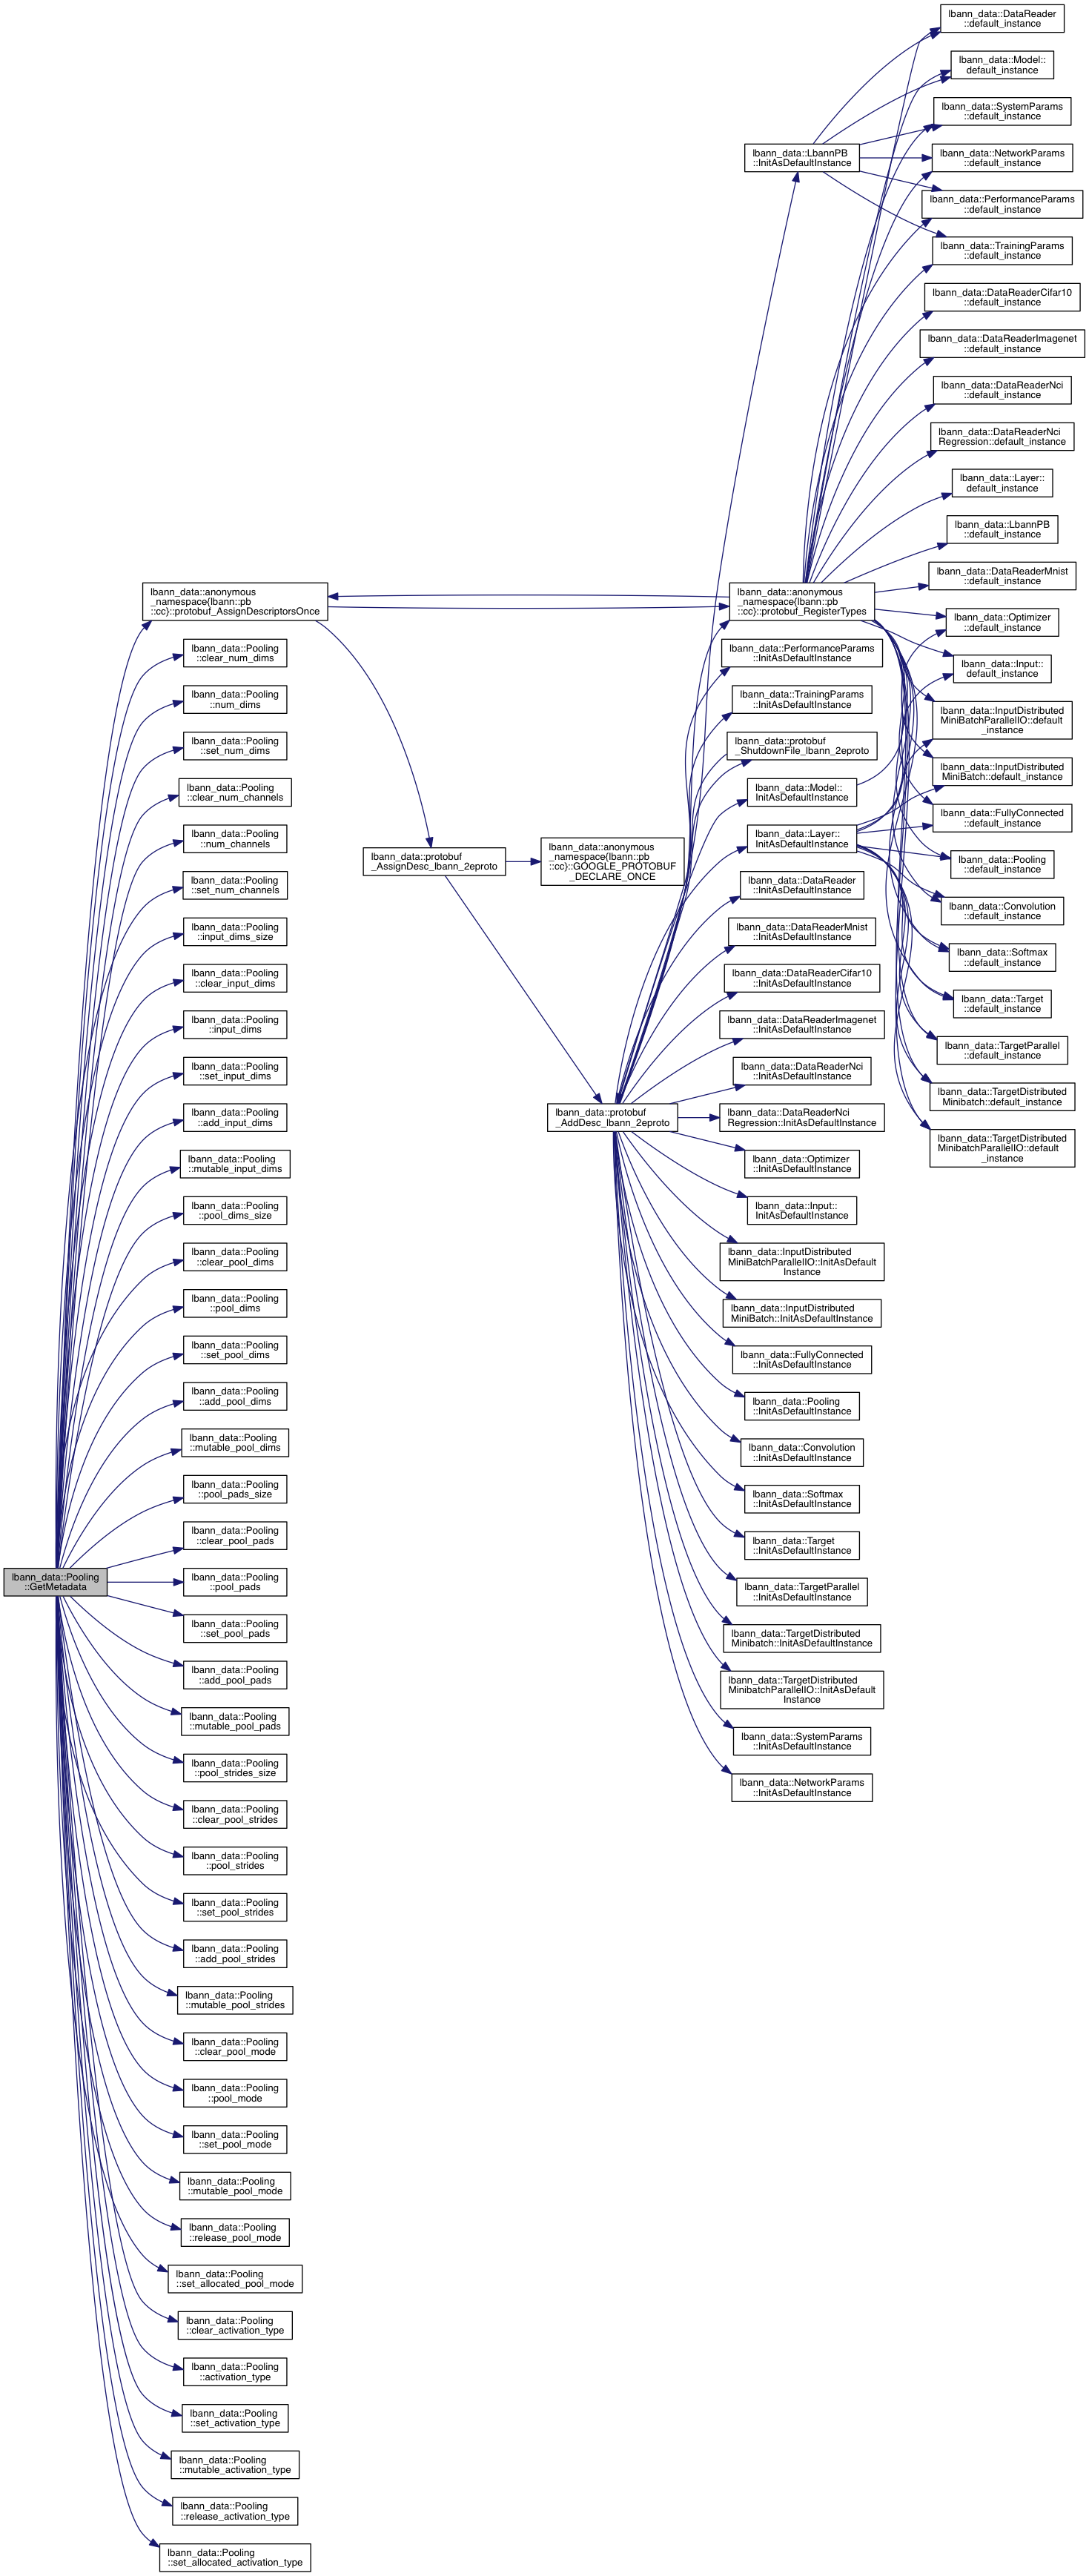 lbann_data::DataReader
::default_instance
lbann_data::Model::
default_instance
lbann_data::SystemParams
::default_instance
lbann_data::LbannPB
::InitAsDefaultInstance
lbann_data::NetworkParams
::default_instance
lbann_data::PerformanceParams
::default_instance
lbann_data::TrainingParams
::default_instance
lbann_data::DataReaderCifar10
::default_instance
lbann_data::DataReaderImagenet
::default_instance
lbann_data::DataReaderNci
::default_instance
lbann_data::DataReaderNci
Regression::default_instance
lbann_data::Layer::
default_instance
lbann_data::LbannPB
::default_instance
lbann_data::DataReaderMnist
::default_instance
lbann_data::Optimizer
::default_instance
lbann_data::Input::
default_instance
lbann_data::InputDistributed
MiniBatchParallelIO::default
_instance
lbann_data::InputDistributed
MiniBatch::default_instance
lbann_data::FullyConnected
::default_instance
lbann_data::Pooling
::default_instance
lbann_data::Convolution
::default_instance
lbann_data::Softmax
::default_instance
lbann_data::Target
::default_instance
lbann_data::TargetParallel
::default_instance
lbann_data::TargetDistributed
Minibatch::default_instance
lbann_data::TargetDistributed
MinibatchParallelIO::default
_instance
lbann_data::anonymous
_namespace{lbann::pb
::cc}::protobuf_RegisterTypes
lbann_data::PerformanceParams
::InitAsDefaultInstance
lbann_data::TrainingParams
::InitAsDefaultInstance
lbann_data::protobuf
_ShutdownFile_lbann_2eproto
lbann_data::Model::
InitAsDefaultInstance
lbann_data::Layer::
InitAsDefaultInstance
lbann_data::DataReader
::InitAsDefaultInstance
lbann_data::DataReaderMnist
::InitAsDefaultInstance
lbann_data::DataReaderCifar10
::InitAsDefaultInstance
lbann_data::DataReaderImagenet
::InitAsDefaultInstance
lbann_data::DataReaderNci
::InitAsDefaultInstance
lbann_data::DataReaderNci
Regression::InitAsDefaultInstance
lbann_data::Optimizer
::InitAsDefaultInstance
lbann_data::Input::
InitAsDefaultInstance
lbann_data::InputDistributed
MiniBatchParallelIO::InitAsDefault
Instance
lbann_data::InputDistributed
MiniBatch::InitAsDefaultInstance
lbann_data::FullyConnected
::InitAsDefaultInstance
lbann_data::Pooling
::InitAsDefaultInstance
lbann_data::Convolution
::InitAsDefaultInstance
lbann_data::Softmax
::InitAsDefaultInstance
lbann_data::Target
::InitAsDefaultInstance
lbann_data::TargetParallel
::InitAsDefaultInstance
lbann_data::TargetDistributed
Minibatch::InitAsDefaultInstance
lbann_data::TargetDistributed
MinibatchParallelIO::InitAsDefault
Instance
lbann_data::SystemParams
::InitAsDefaultInstance
lbann_data::NetworkParams
::InitAsDefaultInstance
lbann_data::anonymous
_namespace{lbann::pb
::cc}::GOOGLE_PROTOBUF
_DECLARE_ONCE
lbann_data::protobuf
_AddDesc_lbann_2eproto
lbann_data::protobuf
_AssignDesc_lbann_2eproto
lbann_data::anonymous
_namespace{lbann::pb
::cc}::protobuf_AssignDescriptorsOnce
lbann_data::Pooling
::clear_num_dims
lbann_data::Pooling
::num_dims
lbann_data::Pooling
::set_num_dims
lbann_data::Pooling
::clear_num_channels
lbann_data::Pooling
::num_channels
lbann_data::Pooling
::set_num_channels
lbann_data::Pooling
::input_dims_size
lbann_data::Pooling
::clear_input_dims
lbann_data::Pooling
::input_dims
lbann_data::Pooling
::set_input_dims
lbann_data::Pooling
::add_input_dims
lbann_data::Pooling
::mutable_input_dims
lbann_data::Pooling
::pool_dims_size
lbann_data::Pooling
::clear_pool_dims
lbann_data::Pooling
::pool_dims
lbann_data::Pooling
::set_pool_dims
lbann_data::Pooling
::add_pool_dims
lbann_data::Pooling
::mutable_pool_dims
lbann_data::Pooling
::pool_pads_size
lbann_data::Pooling
::clear_pool_pads
lbann_data::Pooling
::GetMetadata
lbann_data::Pooling
::pool_pads
lbann_data::Pooling
::set_pool_pads
lbann_data::Pooling
::add_pool_pads
lbann_data::Pooling
::mutable_pool_pads
lbann_data::Pooling
::pool_strides_size
lbann_data::Pooling
::clear_pool_strides
lbann_data::Pooling
::pool_strides
lbann_data::Pooling
::set_pool_strides
lbann_data::Pooling
::add_pool_strides
lbann_data::Pooling
::mutable_pool_strides
lbann_data::Pooling
::clear_pool_mode
lbann_data::Pooling
::pool_mode
lbann_data::Pooling
::set_pool_mode
lbann_data::Pooling
::mutable_pool_mode
lbann_data::Pooling
::release_pool_mode
lbann_data::Pooling
::set_allocated_pool_mode
lbann_data::Pooling
::clear_activation_type
lbann_data::Pooling
::activation_type
lbann_data::Pooling
::set_activation_type
lbann_data::Pooling
::mutable_activation_type
lbann_data::Pooling
::release_activation_type
lbann_data::Pooling
::set_allocated_activation_type